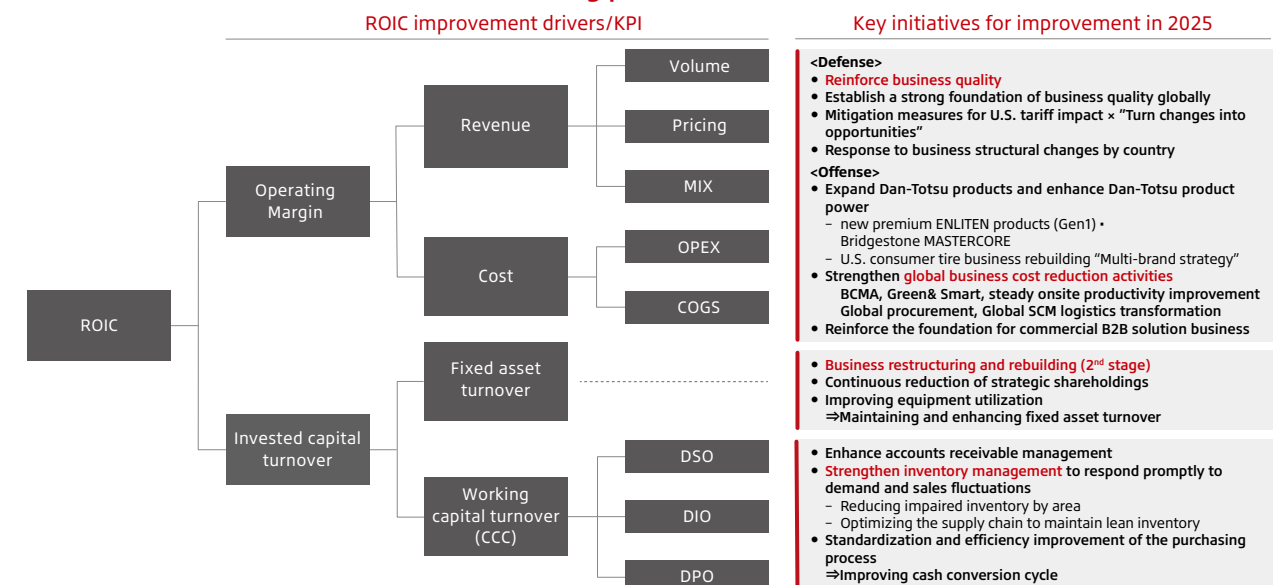 ROIC improvement drivers/KPI
Key initiatives for improvement in 2025
ROIC
Operating
Margin
Invested capital
turnover
Revenue
Cost
Fixed asset
turnover
Working
capital turnover
(CCC)
Volume
Pricing
MIX
OPEX
COGS
DSO
DIO
DPO
<Defense>
• Reinforce business quality
• Establish a strong foundation of business quality globally
• Mitigation measures for U.S. tariff impact × "Turn changes into
opportunities"
• Response to business structural changes by country
<Offense>
• Expand Dan-Totsu products and enhance Dan-Totsu product
power
– new premium ENLITEN products (Gen1)・
Bridgestone MASTERCORE
– U.S. consumer tire business rebuilding "Multi-brand strategy"
• Strengthen global business cost reduction activities
BCMA, Green& Smart, steady onsite productivity improvement
Global procurement, Global SCM logistics transformation
• Reinforce the foundation for commercial B2B solution business
• Business restructuring and rebuilding (2nd stage)
• Continuous reduction of strategic shareholdings
• Improving equipment utilization
⇒Maintaining and enhancing fixed asset turnover
• Enhance accounts receivable management
• Strengthen inventory management to respond promptly to
demand and sales fluctuations
– Reducing impaired inventory by area
– Optimizing the supply chain to maintain lean inventory
• Standardization and efficiency improvement of the purchasing
process
⇒Improving cash conversion cycle